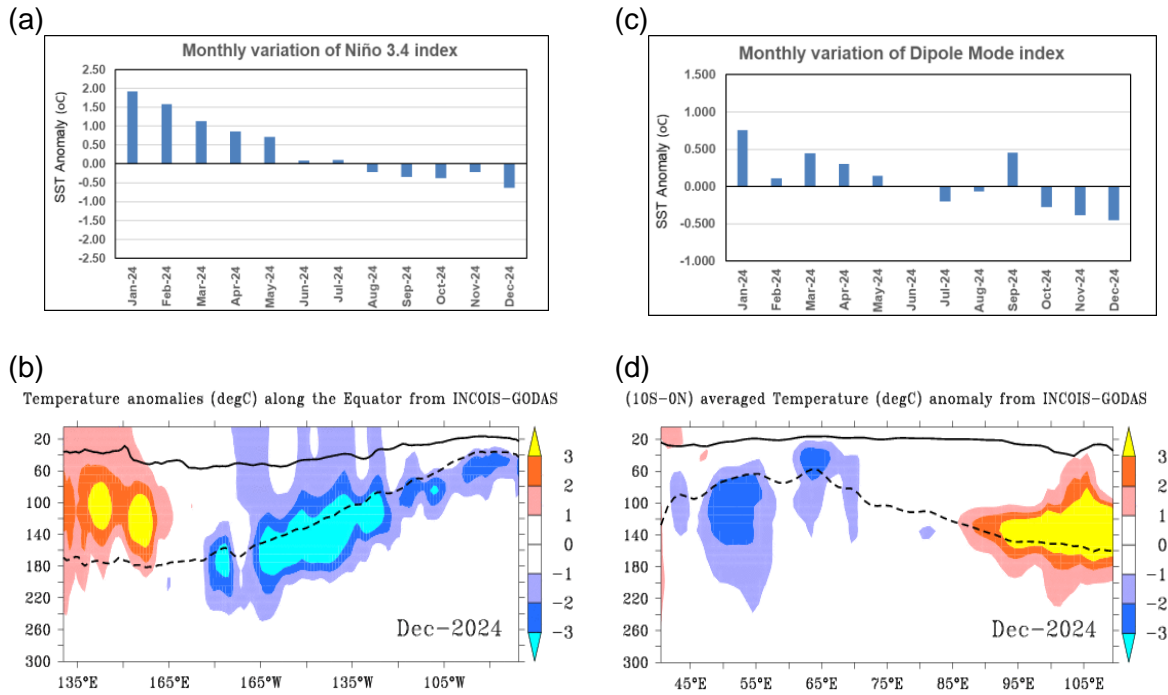 (a)
Monthly variation of Niño 3.4 index
SST Anomaly (oC)
2.50
2.00
1.50
1.00
0.50
0.00
-0.50
-1.00
-1.50
-2.00
-2.50
Jan-24
Feb-24
Mar-24
Apr-24
May-24
Jun-24
Jul-24
Aug-24
Sep-24
Oct-24
Nov-24
Dec-24
(c)
Monthly variation of Dipole Mode index
SST Anomaly (oC)
1.500
1.000
0.500
0.000
-0.500
-1.000
Jan-24
Feb-24
Mar-24
Apr-24
May-24
Jun-24
Jul-24
Aug-24
Sep-24
Oct-24
Nov-24
Dec-24
(b)
Temperature anomalies (degC) along the Equator from INCOIS-GODAS
20
60
100
140
180
220
260
300
135°E 165°E 165°W 135°W 105°W
Dec-2024
3
2
1
0
-1
-2
-3
(d)
(10S-0N) averaged Temperature (degC) anomaly from INCOIS-GODAS
20
60
100
140
180
220
260
300
45°E 55°E 65°E 75°E 85°E 95°E 105°E
Dec-2024
3
2
1
0
-1
-2
-3